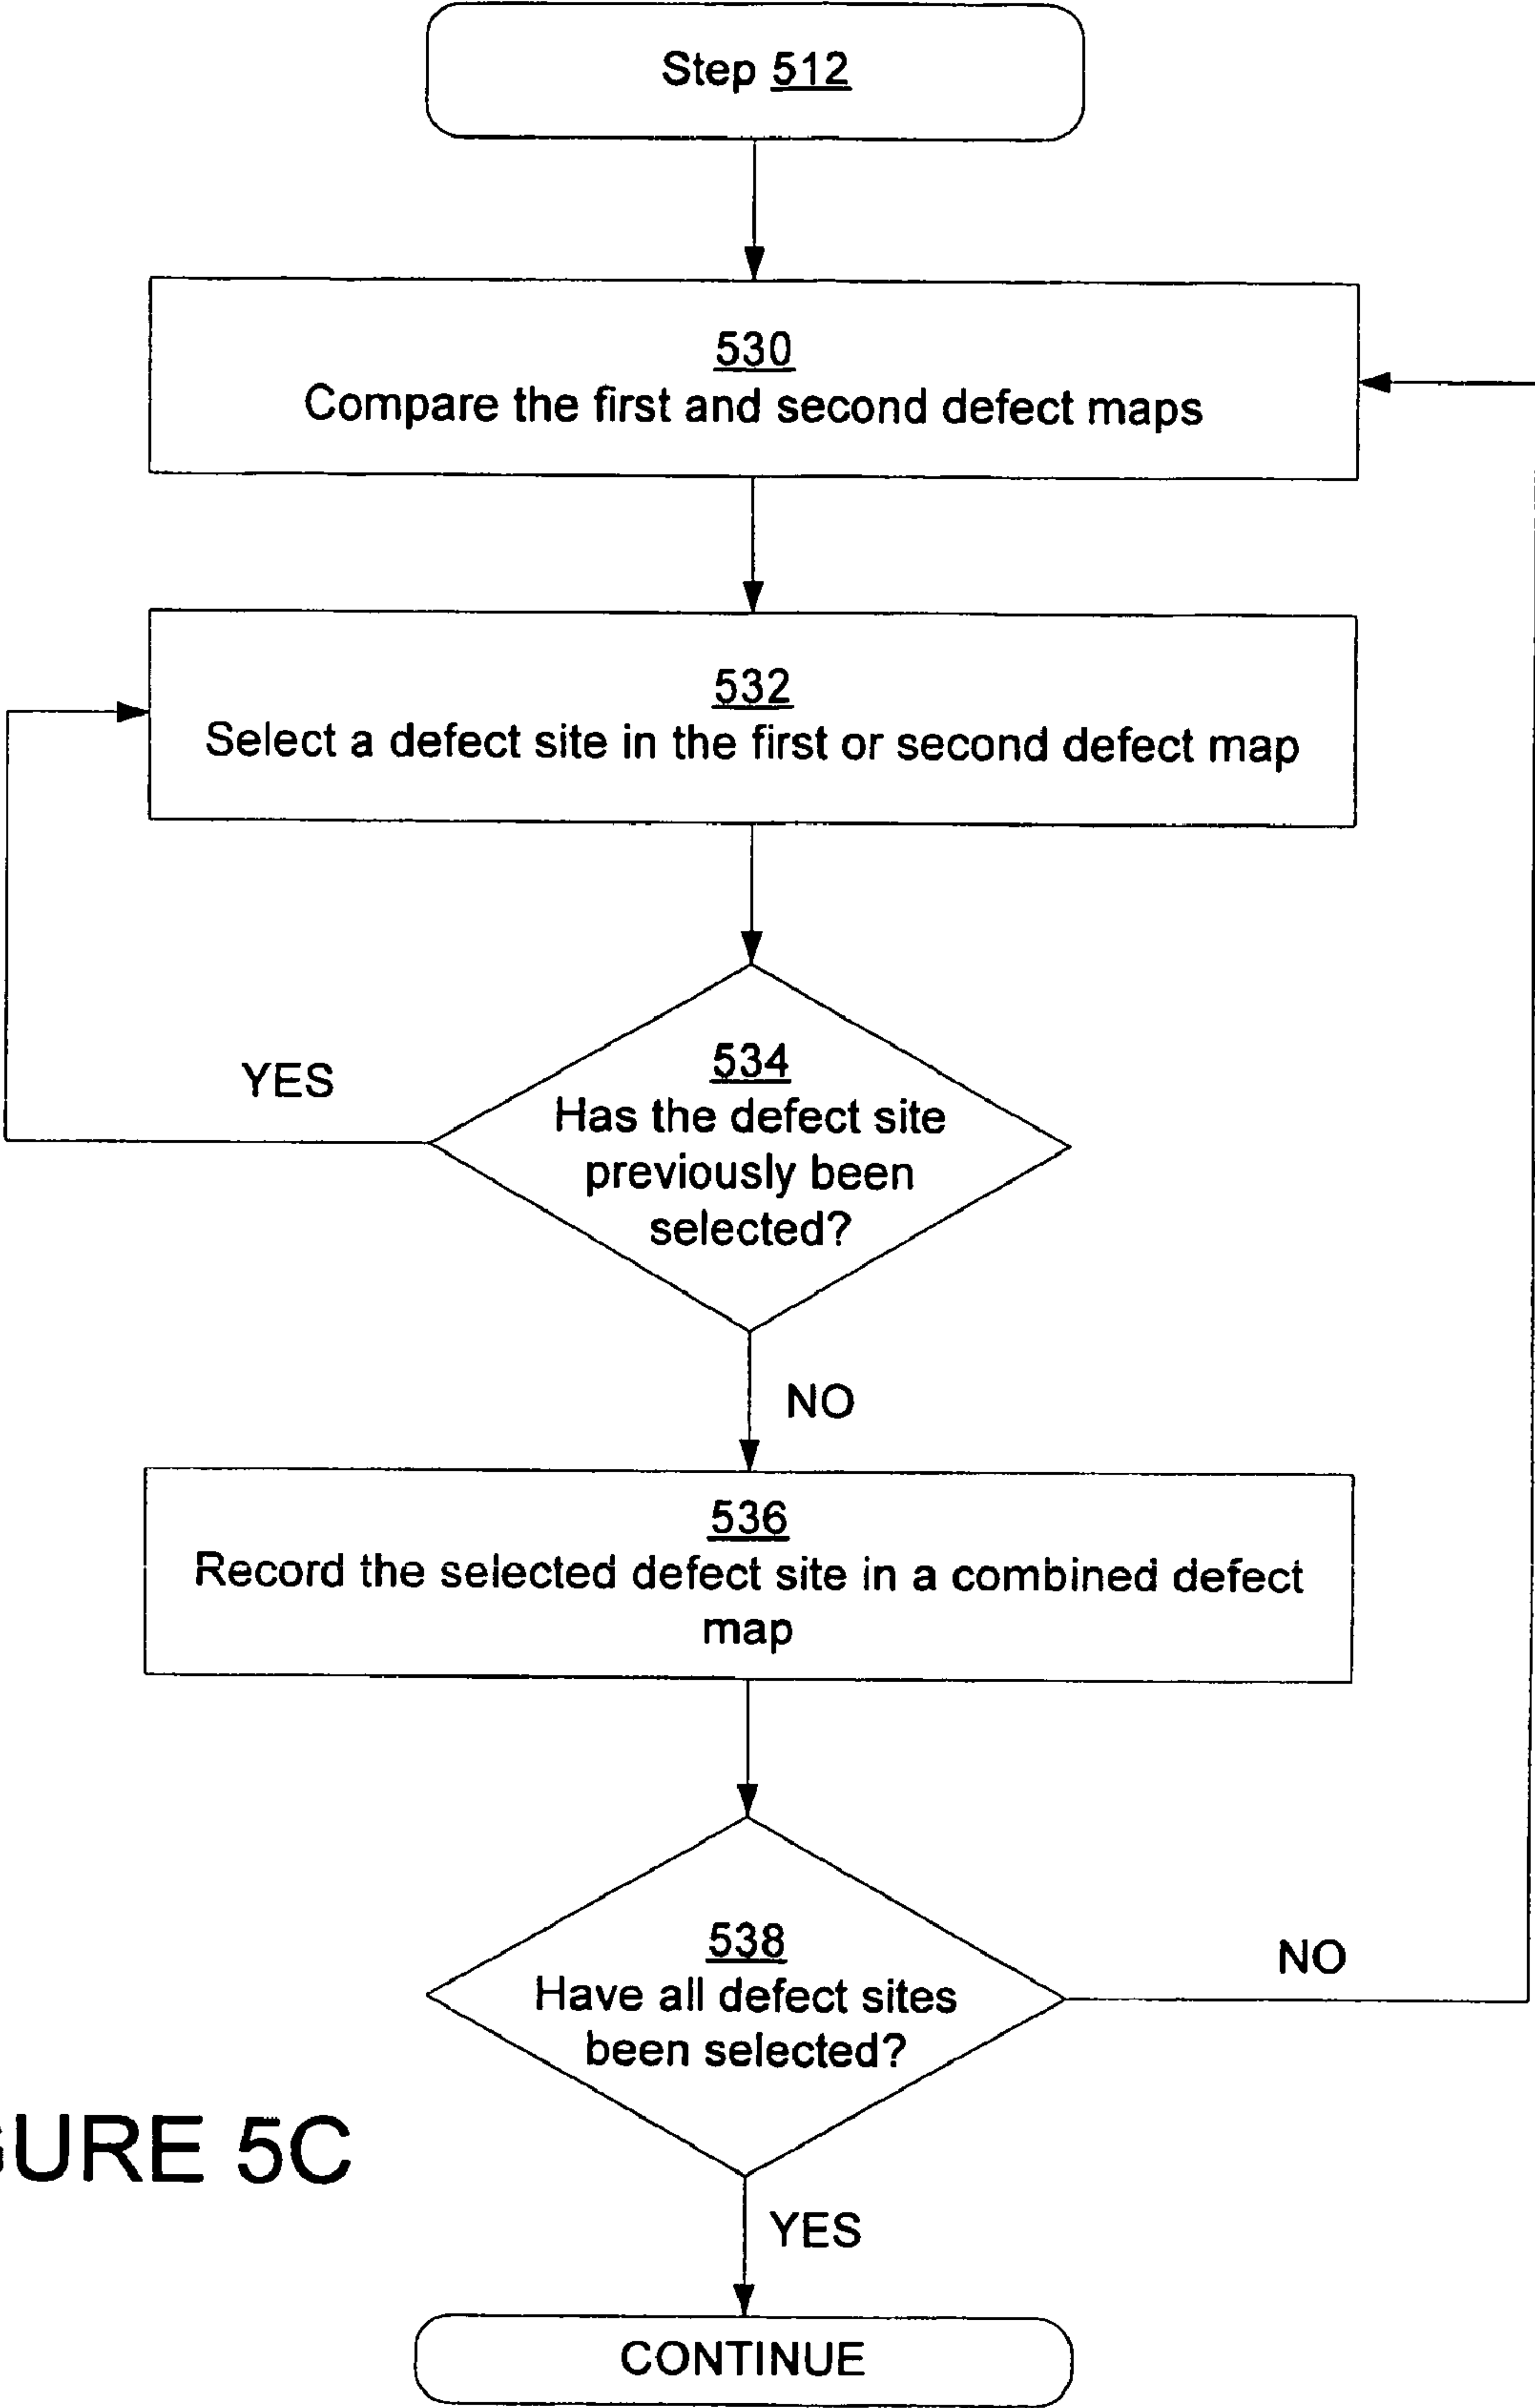 Step 512
530
Compare the first and second defect maps
532
Select a defect site in the first or second defect map
534
Has the defect site
previously been
selected?
YES
NO
536
Record the selected defect site in a combined defect
map
538
Have all defect sites
been selected?
NO
YES
CONTINUE
GURE 5C